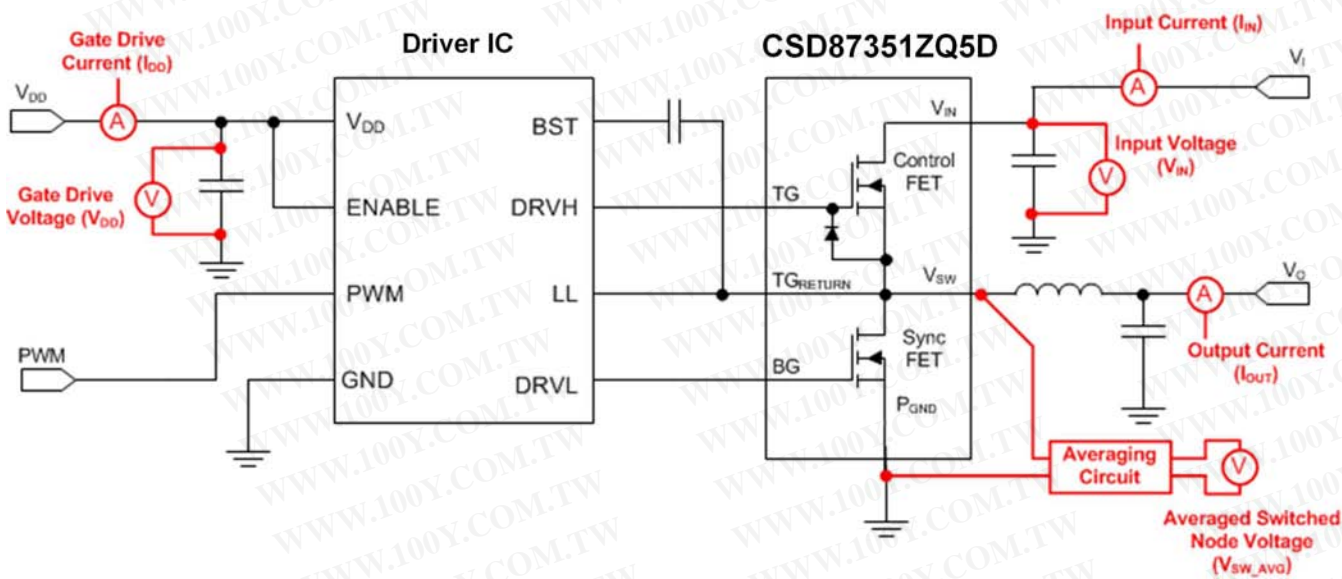 Gate Drive
Current (IDD)
VDD
A
V
Gate Drive
Voltage (VDD)
PWM
Driver IC
VDD
BST
ENABLE
DRVH
PWM
LL
GND
DRVL
CSD87351ZQ5D
VIN
Control
FET
TG
TGRETURN
VSW
Sync
FET
BG
PGND
Input Current (IIN)
VI
A
Input Voltage
(VIN)
V
VO
A
Output Current
(IOUT)
Averaging
Circuit
V
Averaged Switched
Node Voltage
(VSW_AVG)
WWW.100Y.COM.TW